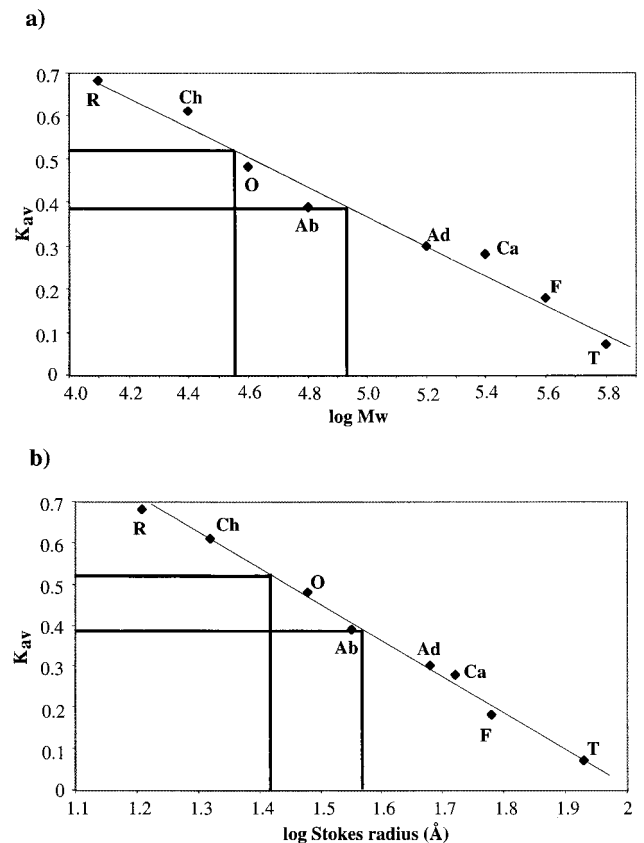 a)
0.7
0.6
0.5
0.4
0.3
0.2
0.1
0
Kav
R
Ch
O
Ab
Ad
Ca
F
T
4.0 4.2 4.4 4.6 4.8 5.0 5.2 5.4 5.6 5.8
log Mw
b)
0.7
0.6
0.5
0.4
0.3
0.2
0.1
0
Kav
R
Ch
O
Ab
Ad
Ca
F
T
1.1 1.2 1.3 1.4 1.5 1.6 1.7 1.8 1.9 2
log Stokes radius (Å)